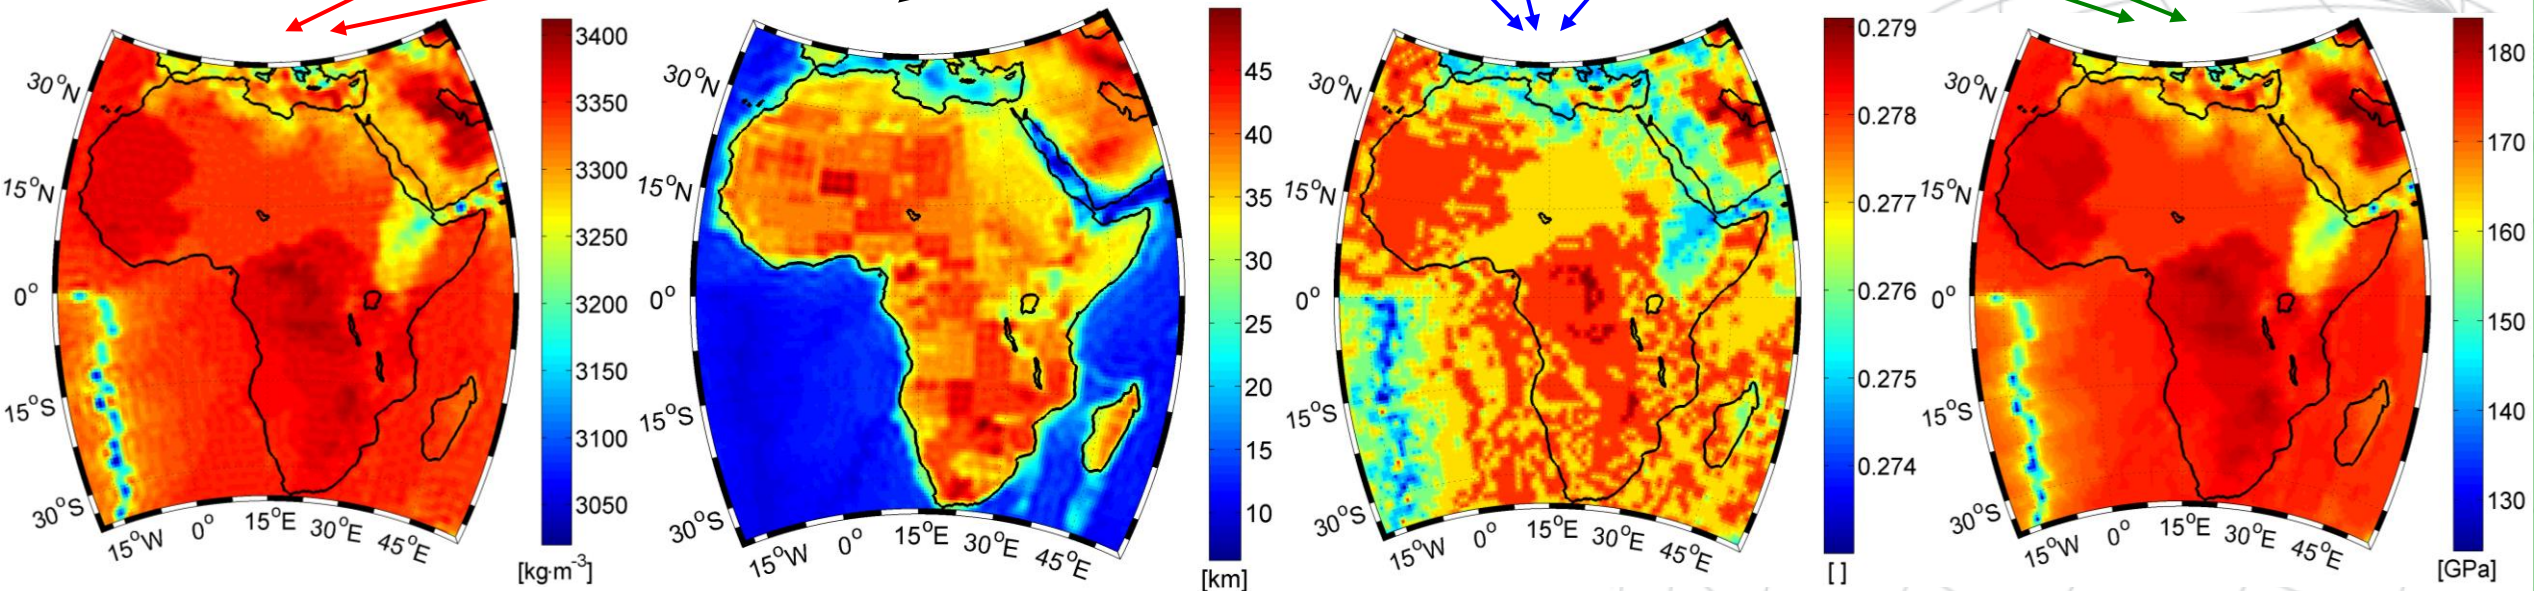 30°N
15°N
0°
15°S
30°S
15°W
0°
15°E
30°E
45°E
3400
3350
3300
3250
3200
3150
3100
3050
[kg·m⁻³]
30°N
15°N
0°
15°S
30°S
15°W
0°
15°E
30°E
45°E
45
40
35
30
25
20
15
10
[km]
30°N
15°N
0°
15°S
30°S
15°W
0°
15°E
30°E
45°E
0.279
0.278
0.277
0.276
0.275
0.274
[ ]
30°N
15°N
0°
15°S
30°S
15°W
0°
15°E
30°E
45°E
180
170
160
150
140
130
[GPa]